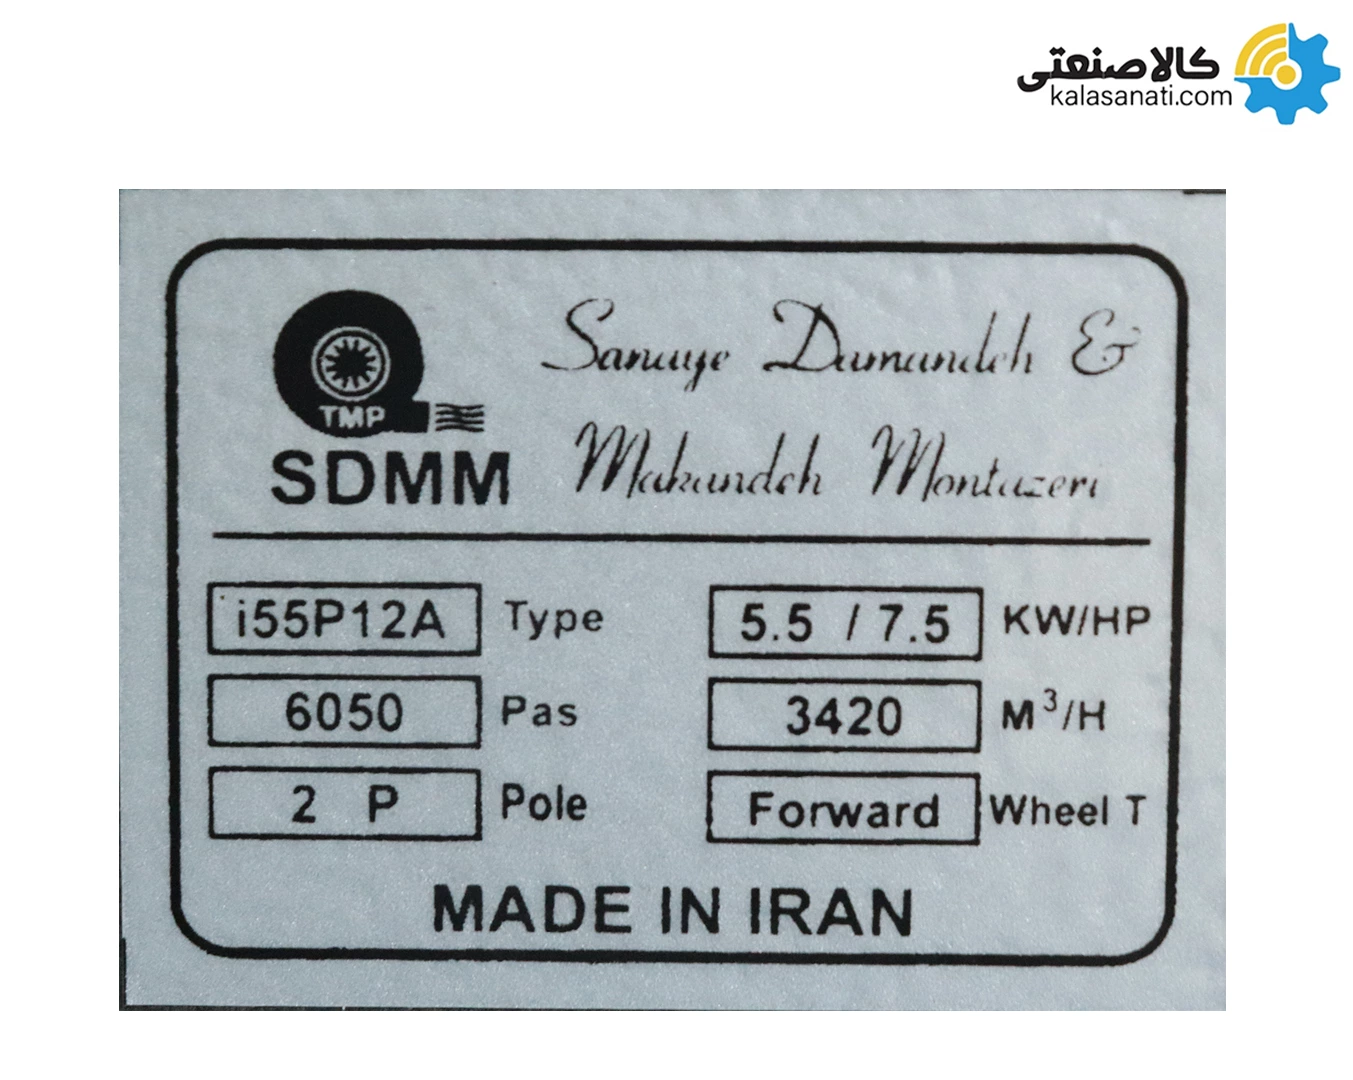 کالاصنعتی
kalasanati.com
TMP
SDMM
Sanaye Damandeh &
Makandeh Montazeri
i55P12A Type 5.5 / 7.5 KW/HP
6050 Pas 3420 M³/H
2 P Pole Forward Wheel T
MADE IN IRAN